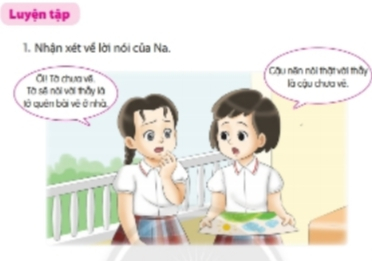 Luyện tập
1. Nhận xét về lời nói của Na.
Ôi! Tớ chưa vẽ.
Tớ sẽ nói với thầy là
tớ quên bài vẽ ở nhà.
Cậu nên nói thật với thầy
là cậu chưa vẽ.